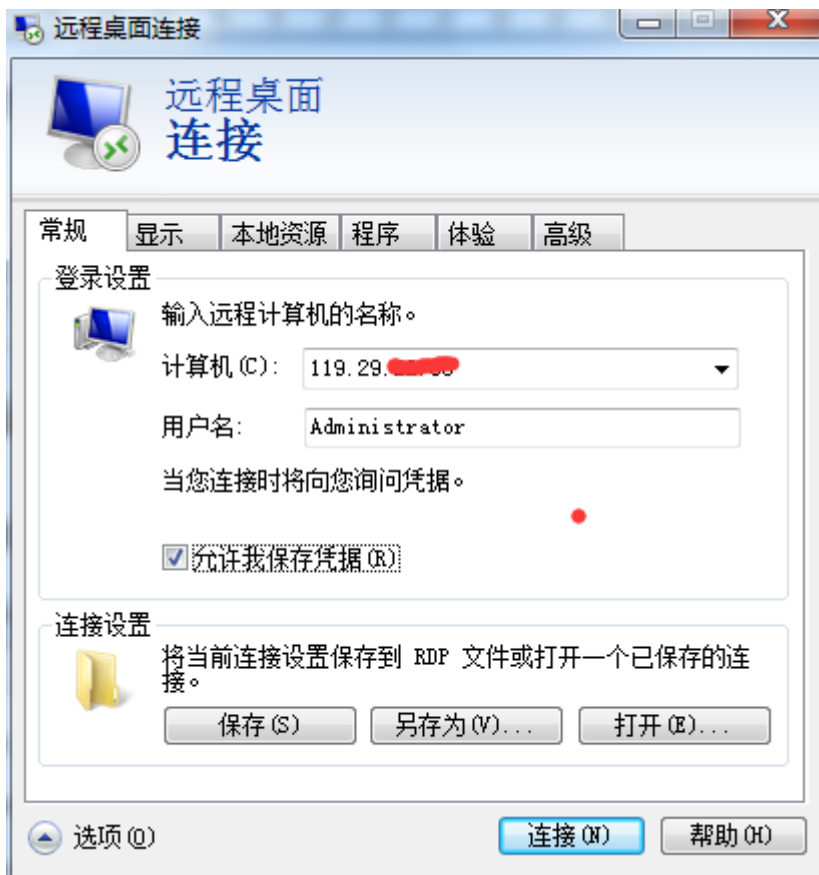 远程桌面连接
远程桌面
连接
常规 显示 本地资源 程序 体验 高级
登录设置
输入远程计算机的名称。
计算机(C): 119.29.
用户名: Administrator
当您连接时将向您询问凭据。
允许我保存凭据(R)
连接设置
将当前连接设置保存到 RDP 文件或打开一个已保存的连
接。
保存(S) 另存为(V)... 打开(E)...
选项(O) 连接(N) 帮助(H)